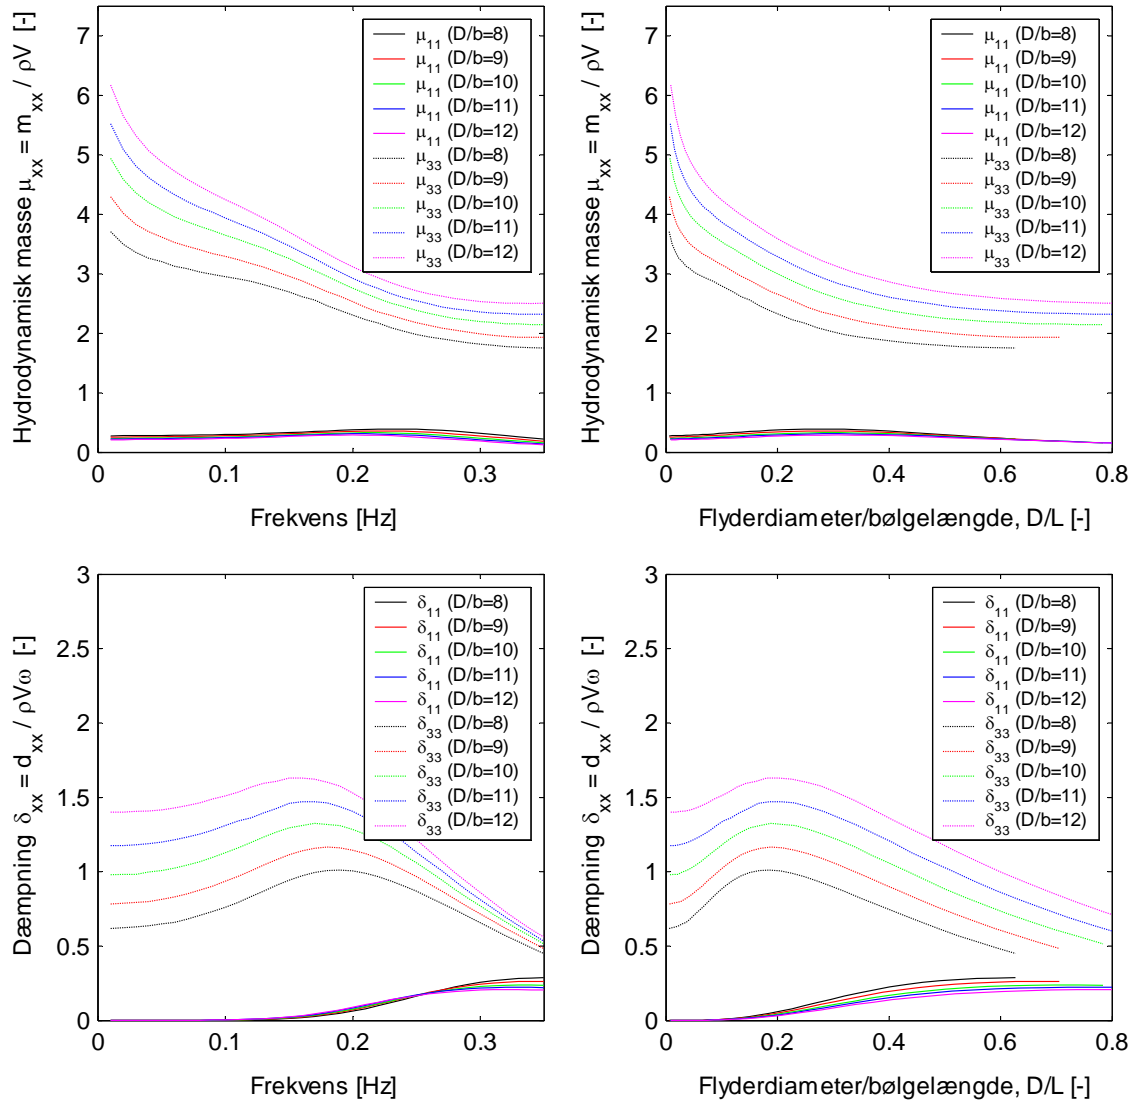 Hydrodynamisk masse μxx = mxx / ρV [-]
7
6
5
4
3
2
1
0
0
0.1
0.2
0.3
Frekvens [Hz]
μ11 (D/b=8)
μ11 (D/b=9)
μ11 (D/b=10)
μ11 (D/b=11)
μ11 (D/b=12)
μ33 (D/b=8)
μ33 (D/b=9)
μ33 (D/b=10)
μ33 (D/b=11)
μ33 (D/b=12)
Hydrodynamisk masse μxx = mxx / ρV [-]
7
6
5
4
3
2
1
0
0
0.2
0.4
0.6
0.8
Flyderdiameter/bølgelængde, D/L [-]
μ11 (D/b=8)
μ11 (D/b=9)
μ11 (D/b=10)
μ11 (D/b=11)
μ11 (D/b=12)
μ33 (D/b=8)
μ33 (D/b=9)
μ33 (D/b=10)
μ33 (D/b=11)
μ33 (D/b=12)
Dæmpning δxx = dxx / ρVω [-]
3
2.5
2
1.5
1
0.5
0
0
0.1
0.2
0.3
Frekvens [Hz]
δ11 (D/b=8)
δ11 (D/b=9)
δ11 (D/b=10)
δ11 (D/b=11)
δ11 (D/b=12)
δ33 (D/b=8)
δ33 (D/b=9)
δ33 (D/b=10)
δ33 (D/b=11)
δ33 (D/b=12)
Dæmpning δxx = dxx / ρVω [-]
3
2.5
2
1.5
1
0.5
0
0
0.2
0.4
0.6
0.8
Flyderdiameter/bølgelængde, D/L [-]
δ11 (D/b=8)
δ11 (D/b=9)
δ11 (D/b=10)
δ11 (D/b=11)
δ11 (D/b=12)
δ33 (D/b=8)
δ33 (D/b=9)
δ33 (D/b=10)
δ33 (D/b=11)
δ33 (D/b=12)